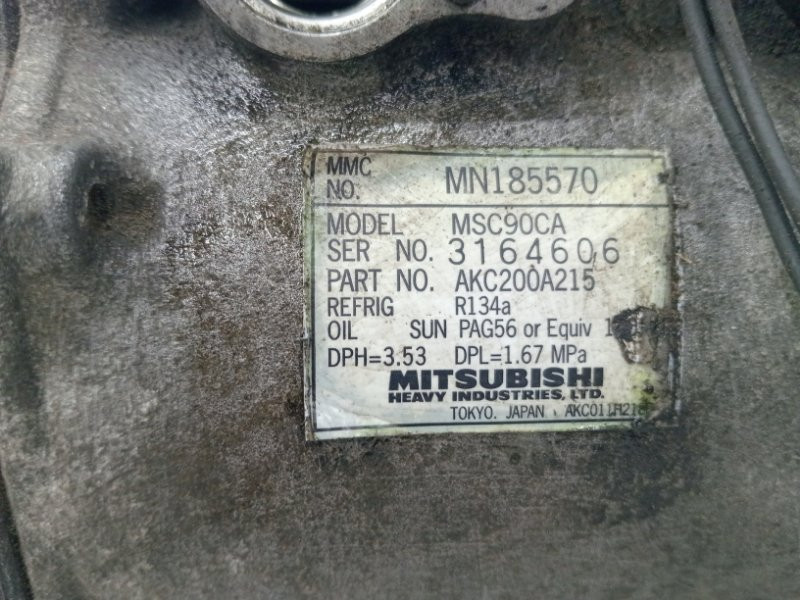 MMC
NO. MN185570
MODEL MSC90CA
SER NO. 3164606
PART NO. AKC200A215
REFRIG R134a
OIL SUN PAG56 or Equiv
DPH=3.53 DPL=1.67 MPa
MITSUBISHI
HEAVY INDUSTRIES, LTD.
TOKYO. JAPAN